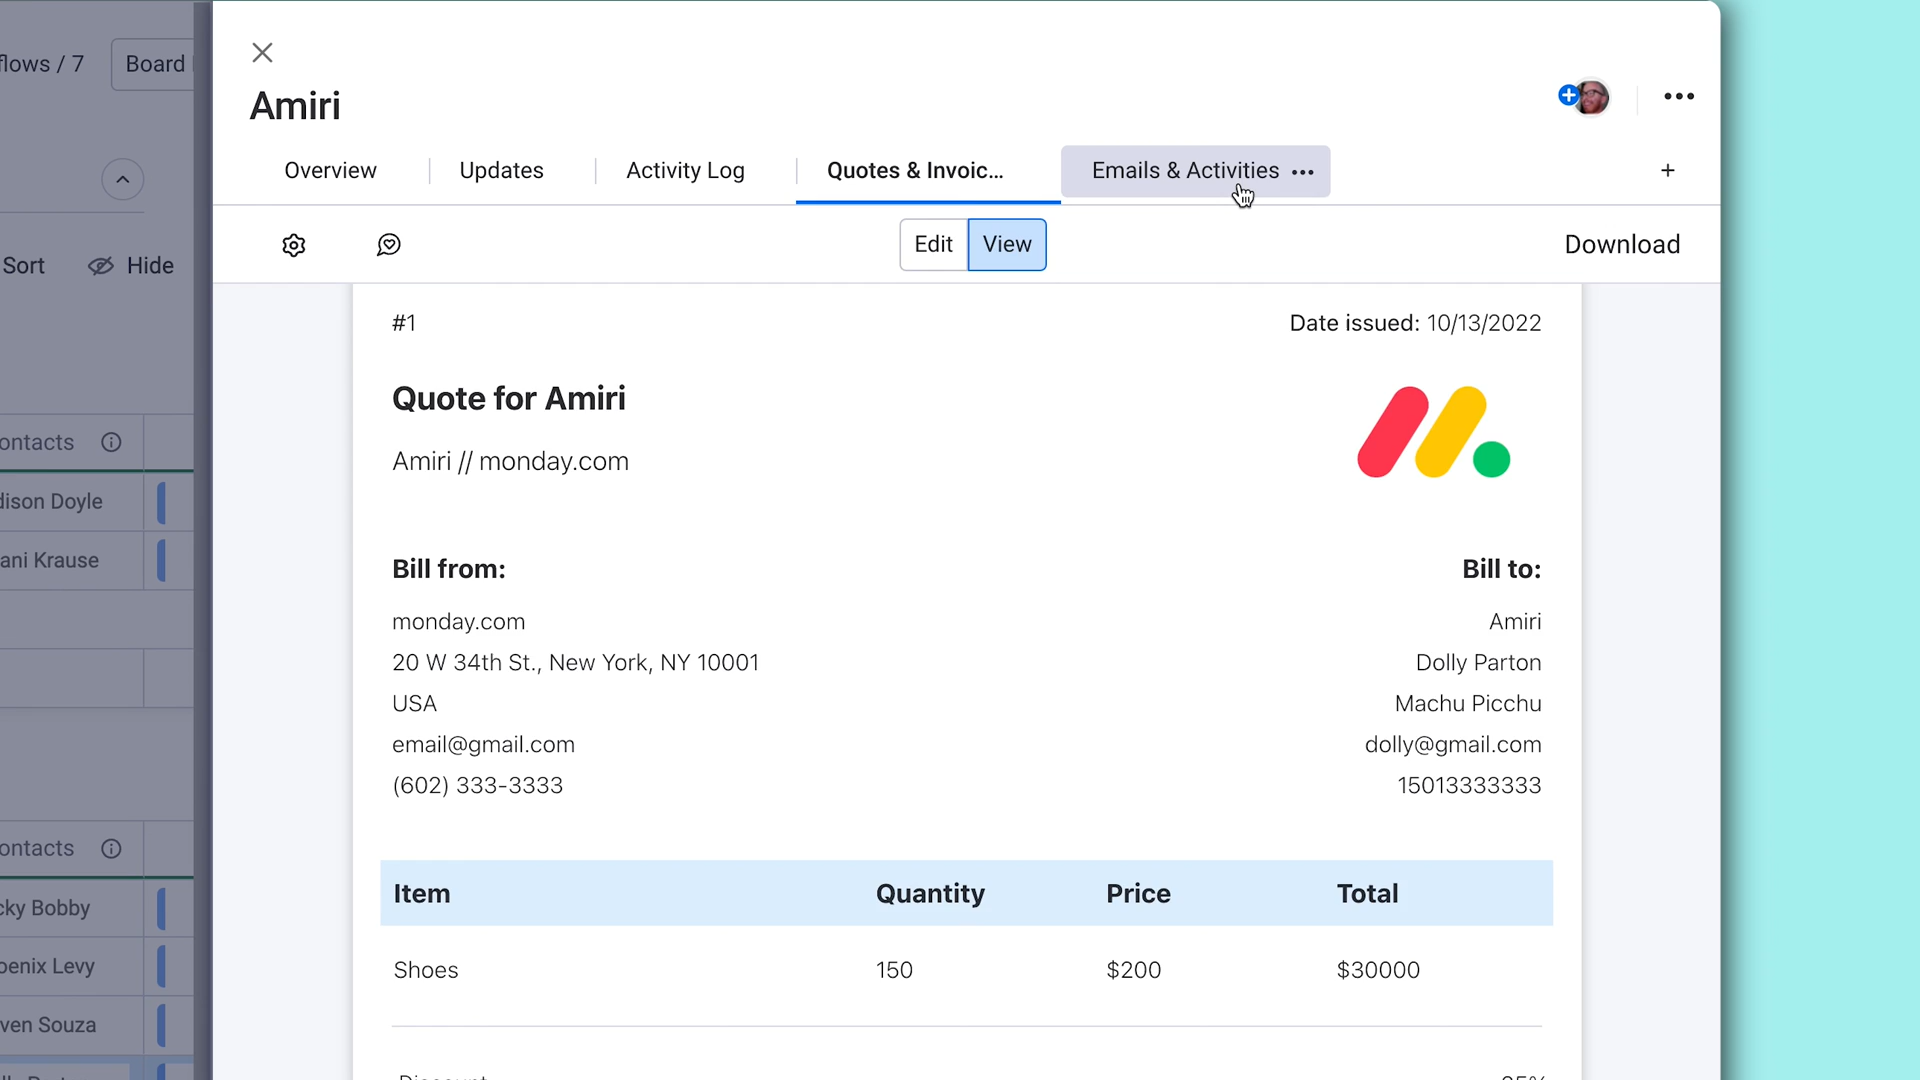 flows / 7
Board
Amiri
Overview
Updates
Activity Log
Quotes & Invoic...
Emails & Activities
Sort
Hide
Edit
View
Download
#1
Date issued: 10/13/2022
Quote for Amiri
Amiri // monday.com
ontacts
dison Doyle
ani Krause
Bill from:
Bill to:
monday.com
Amiri
20 W 34th St., New York, NY 10001
Dolly Parton
USA
Machu Picchu
email@gmail.com
dolly@gmail.com
(602) 333-3333
15013333333
ontacts
Item
Quantity
Price
Total
cky Bobby
Shoes
150
$200
$30000
oenix Levy
ven Souza